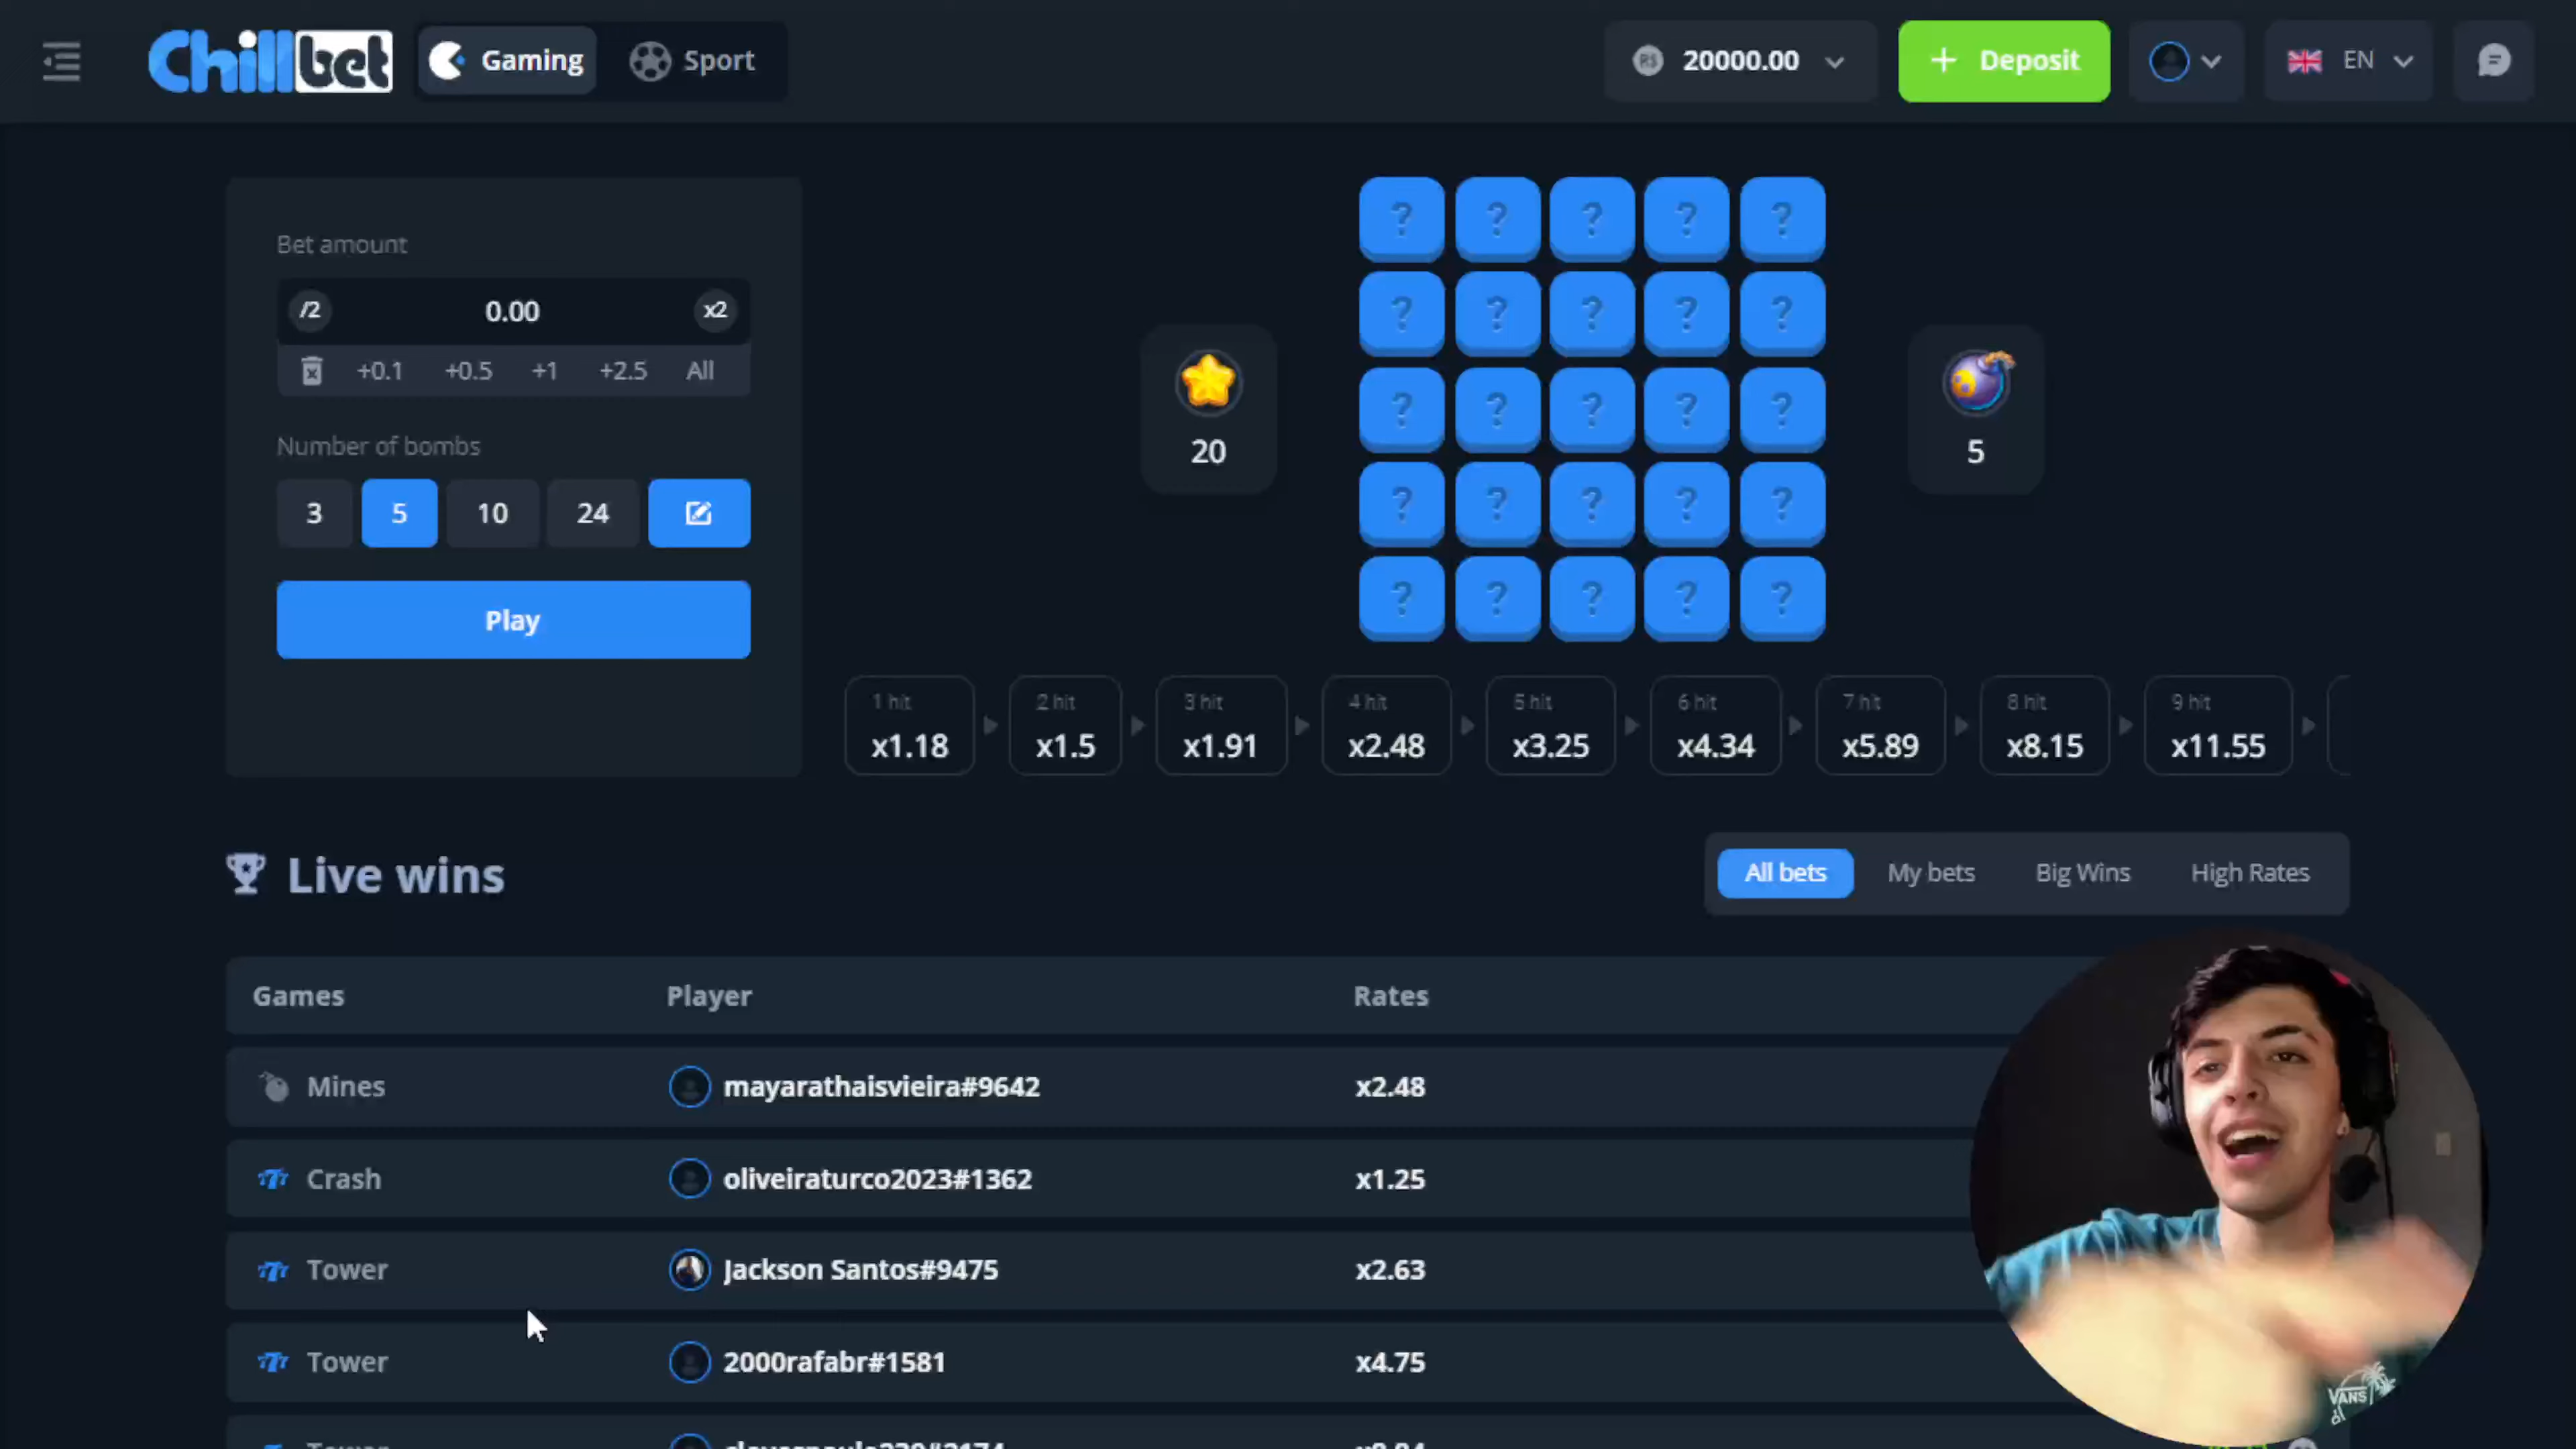 Chillbet
Gaming
Sport
R$ 20000.00
+ Deposit
EN
Bet amount
/2 0.00 x2
+0.1 +0.5 +1 +2.5 All
Number of bombs
3 5 10 24
Play
? ? ? ? ?
? ? ? ? ?
? ? ? ? ?
? ? ? ? ?
? ? ? ? ?
20
5
1 hit
x1.18
2 hit
x1.5
3 hit
x1.91
4 hit
x2.48
5 hit
x3.25
6 hit
x4.34
7 hit
x5.89
8 hit
x8.15
9 hit
x11.55
Live wins
All bets My bets Big Wins High Rates
Games Player Rates
Mines mayarathaisvieira#9642 x2.48
Crash oliveiraturco2023#1362 x1.25
Tower Jackson Santos#9475 x2.63
Tower 2000rafabr#1581 x4.75
VANS